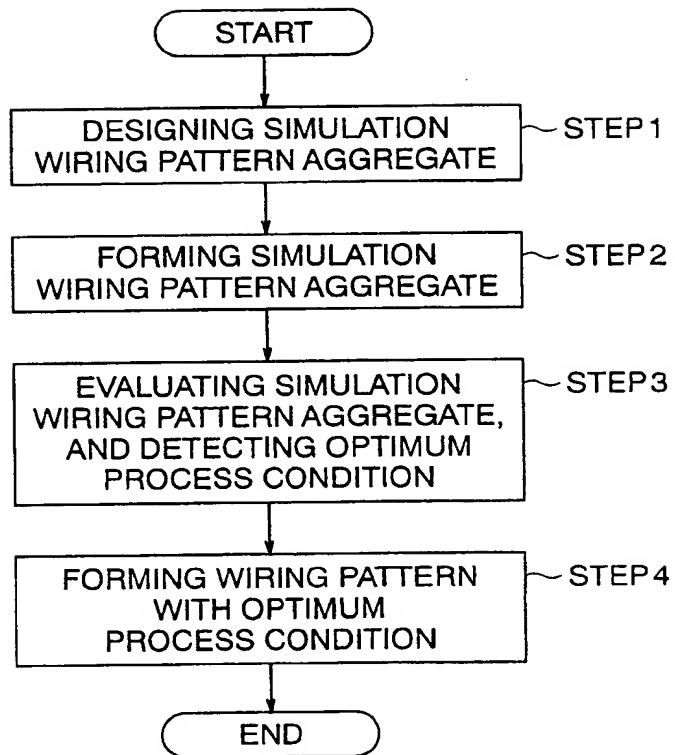 START
DESIGNING SIMULATION
WIRING PATTERN AGGREGATE
STEP1
FORMING SIMULATION
WIRING PATTERN AGGREGATE
STEP2
EVALUATING SIMULATION
WIRING PATTERN AGGREGATE,
AND DETECTING OPTIMUM
PROCESS CONDITION
STEP3
FORMING WIRING PATTERN
WITH OPTIMUM
PROCESS CONDITION
STEP4
END